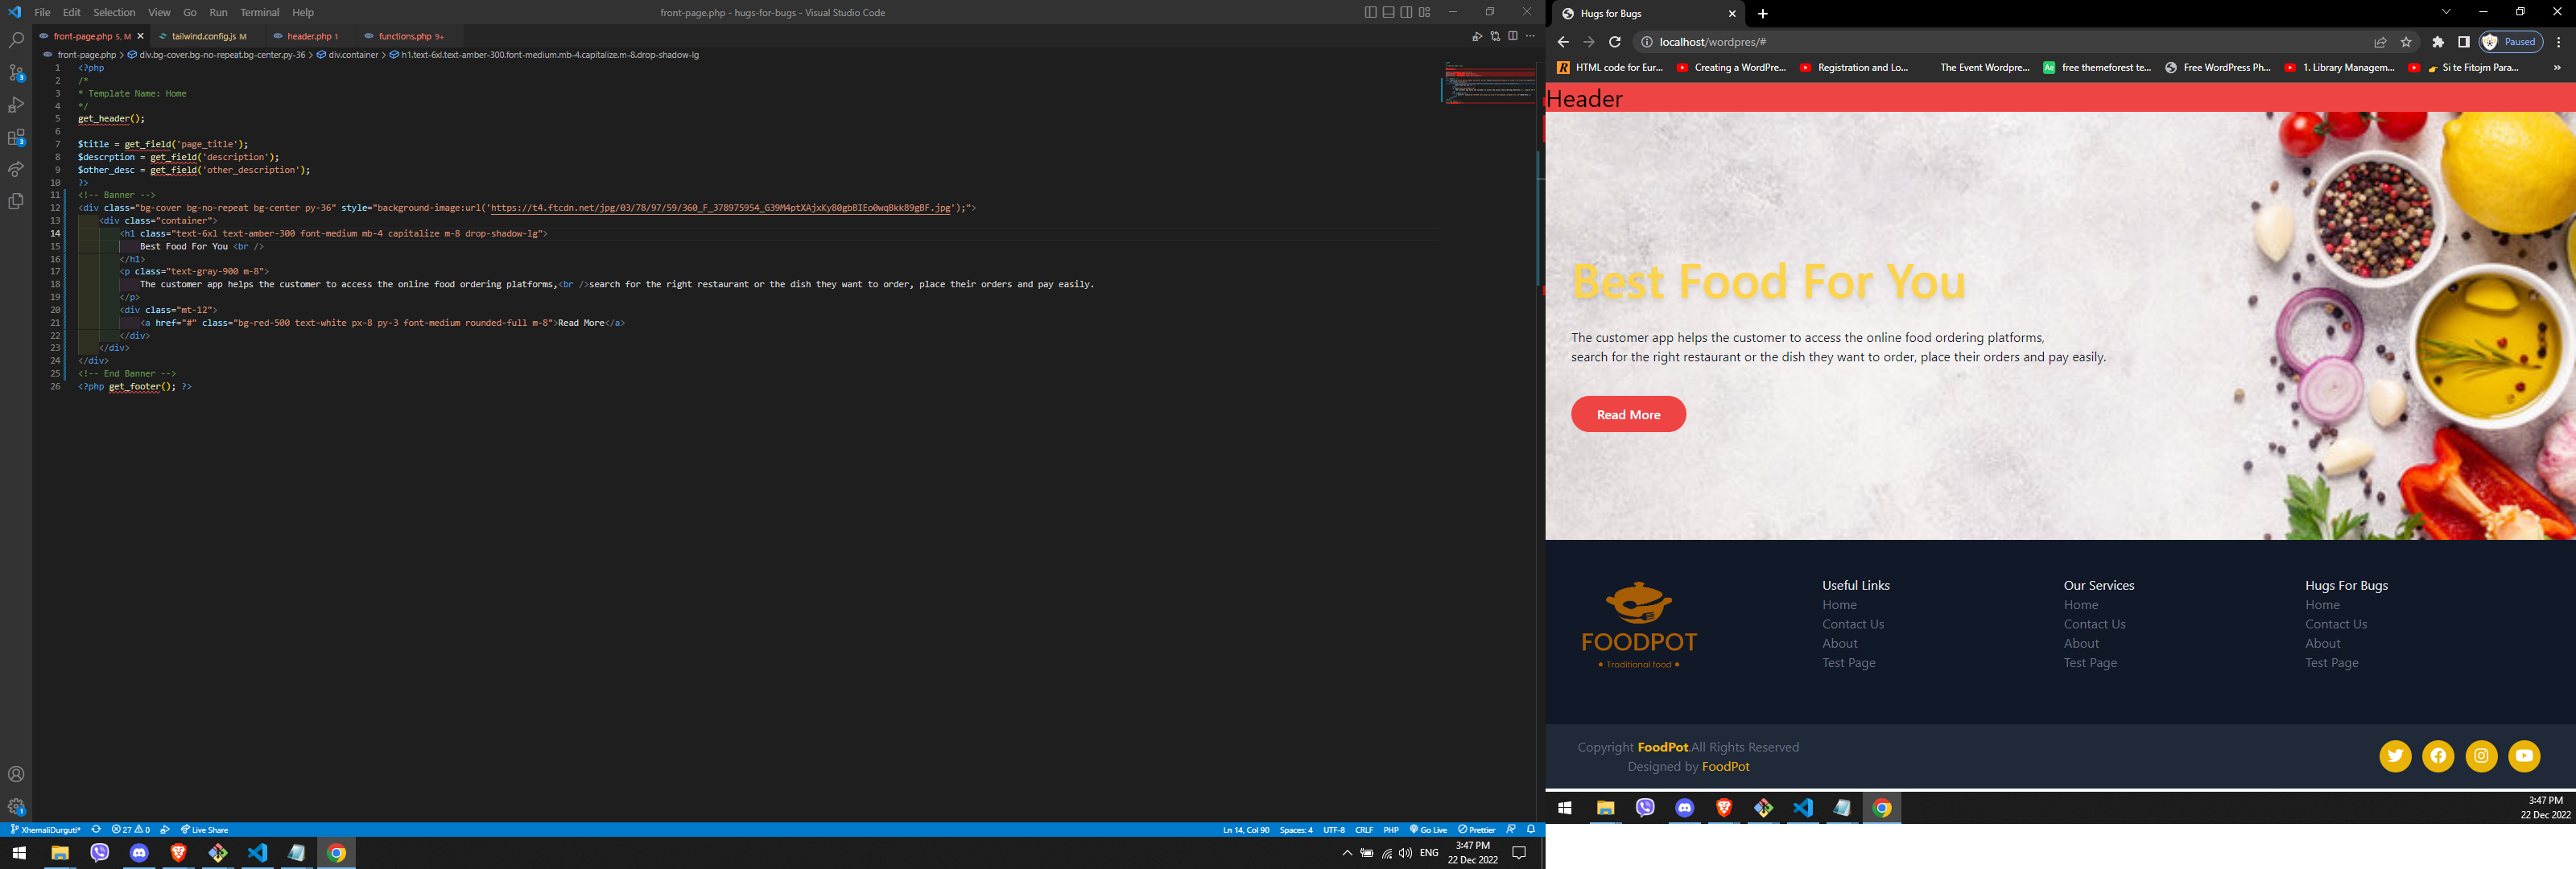 File Edit Selection View Go Run Terminal Help
front-page.php - hugs-for-bugs - Visual Studio Code
front-page.php 5, M
tailwind.config.js M
header.php 1
functions.php 9+
front-page.php > div.bg-cover.bg-no-repeat.bg-center.py-36 > div.container > h1.text-6xl.text-amber-300.font-medium.mb-4.capitalize.m-8.drop-shadow-lg
1 <?php
2 /*
3 * Template Name: Home
4 */
5 get_header();
6
7 $title = get_field('page_title');
8 $descrption = get_field('description');
9 $other_desc = get_field('other_description');
10 ?>
11 <!-- Banner -->
12 <div class="bg-cover bg-no-repeat bg-center py-36" style="background-image:url('https://t4.ftcdn.net/jpg/03/78/97/59/360_F_378975954_G39M4ptXAjxKy80gbBIEo0wqBkk89gBF.jpg');">
13 <div class="container">
14 <h1 class="text-6xl text-amber-300 font-medium mb-4 capitalize m-8 drop-shadow-lg">
15 Best Food For You <br />
16 </h1>
17 <p class="text-gray-900 m-8">
18 The customer app helps the customer to access the online food ordering platforms,<br />search for the right restaurant or the dish they want to order, place their orders and pay easily.
19 </p>
20 <div class="mt-12">
21 <a href="#" class="bg-red-500 text-white px-8 py-3 font-medium rounded-full m-8">Read More</a>
22 </div>
23 </div>
24 </div>
25 <!-- End Banner -->
26 <?php get_footer(); ?>
3
3
1
XhemaliDurguti* 27 0 Live Share
Ln 14, Col 90 Spaces: 4 UTF-8 CRLF PHP Go Live Prettier
ENG
3:47 PM
22 Dec 2022
Hugs for Bugs
localhost/wordpres/#
Paused
HTML code for Eur... Creating a WordPre... Registration and Lo... The Event Wordpre... Ae free themeforest te... Free WordPress Ph... 1. Library Managem... Si te Fitojm Para...
Header
Best Food For You
The customer app helps the customer to access the online food ordering platforms,
search for the right restaurant or the dish they want to order, place their orders and pay easily.
Read More
FOODPOT
• Traditional food •
Useful Links
Home
Contact Us
About
Test Page
Our Services
Home
Contact Us
About
Test Page
Hugs For Bugs
Home
Contact Us
About
Test Page
Copyright FoodPot.All Rights Reserved
Designed by FoodPot
3:47 PM
22 Dec 2022